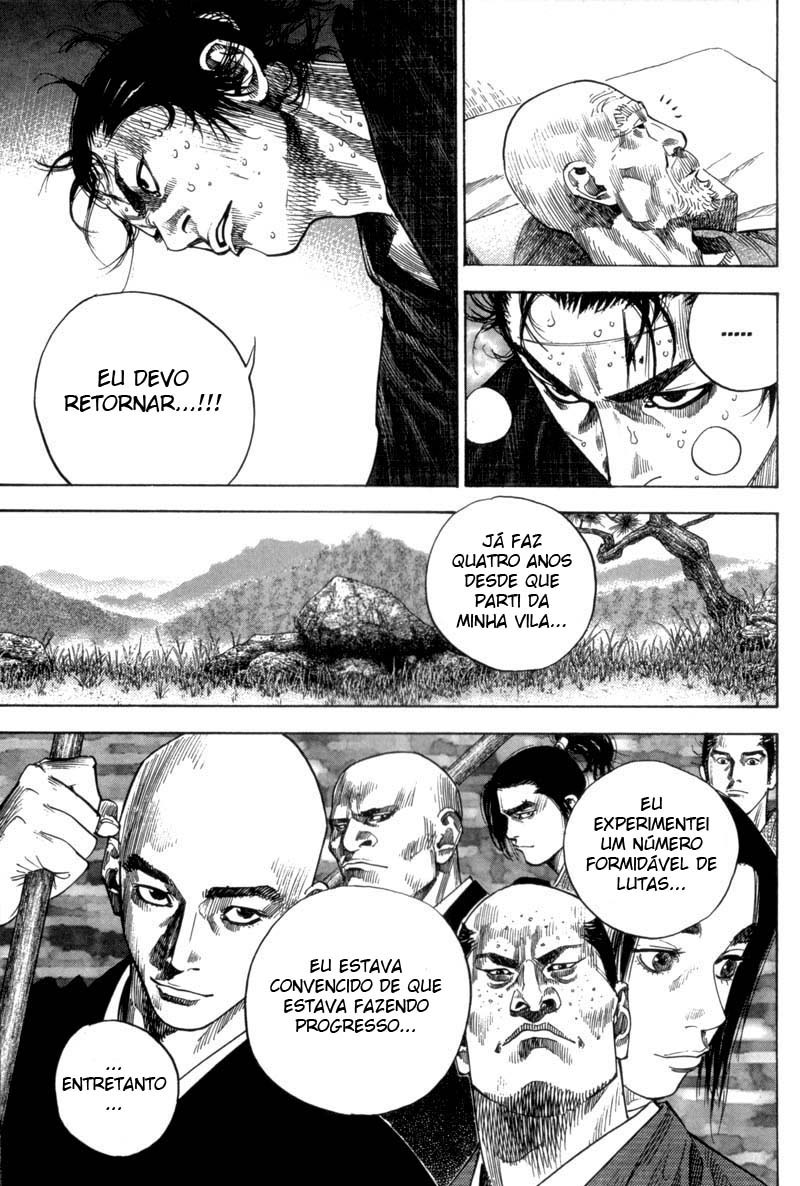 .....
EU DEVO
RETORNAR...!!!
JÁ FAZ
QUATRO ANOS
DESDE QUE
PARTI DA
MINHA VILA...
EU
EXPERIMENTEI
UM NÚMERO
FORMIDÁVEL DE
LUTAS...
EU ESTAVA
CONVENCIDO DE QUE
ESTAVA FAZENDO
PROGRESSO...
...
ENTRETANTO
...